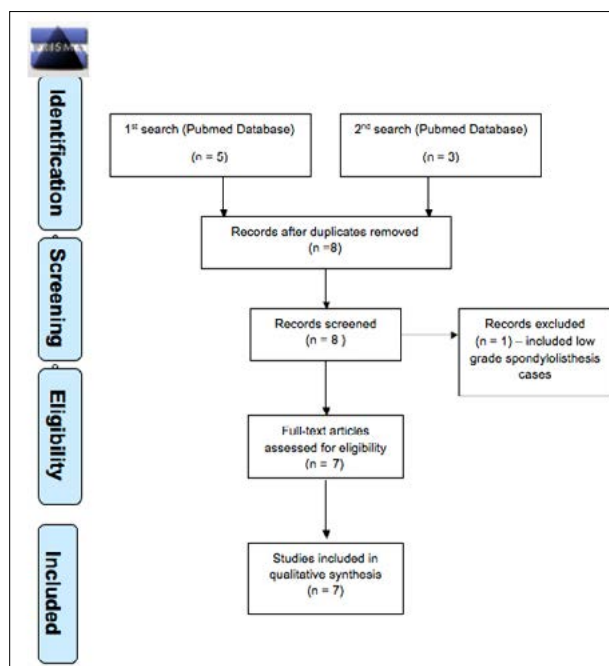 PRISMA
Identification
1st search (Pubmed Database)
(n = 5)
2nd search (Pubmed Database)
(n = 3)
Records after duplicates removed
(n =8)
Screening
Records screened
(n = 8 )
Records excluded
(n = 1) – included low
grade spondylolisthesis
cases
Eligibility
Full-text articles
assessed for eligibility
(n = 7)
Included
Studies included in
qualitative synthesis
(n = 7)